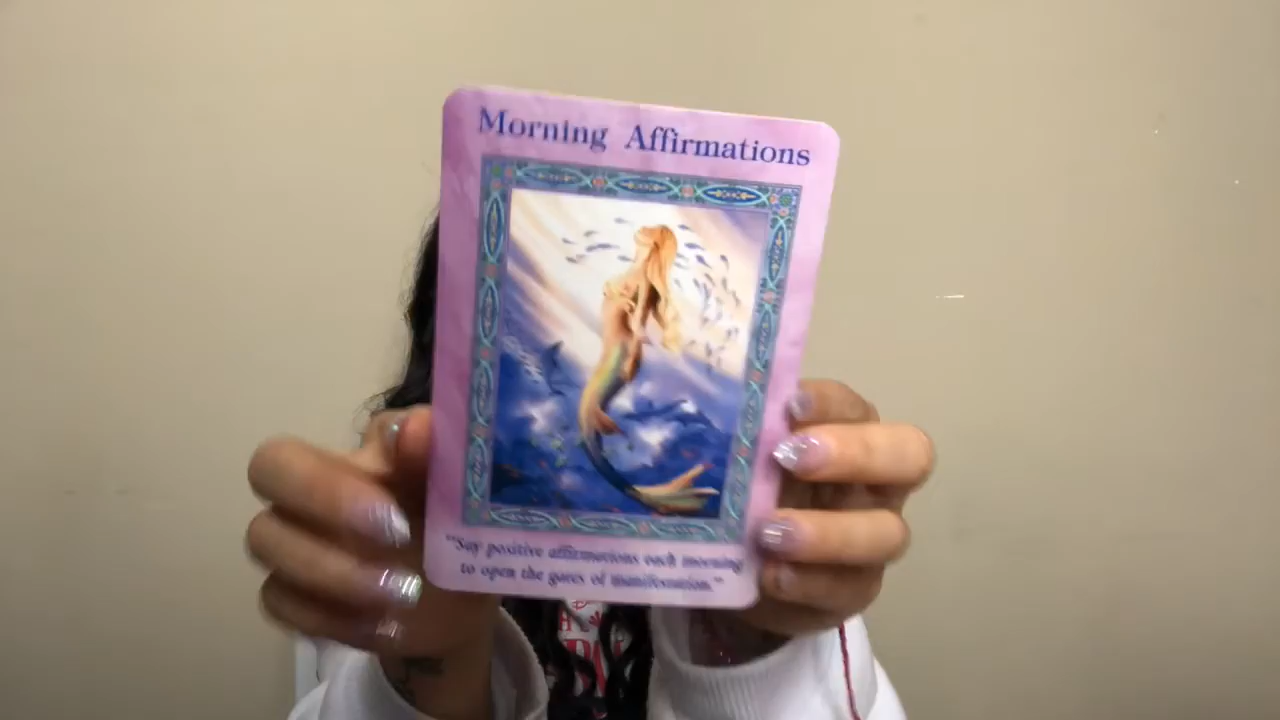 Morning Affirmations
"Say positive affirmations each morning
to open the gates of manifestation."